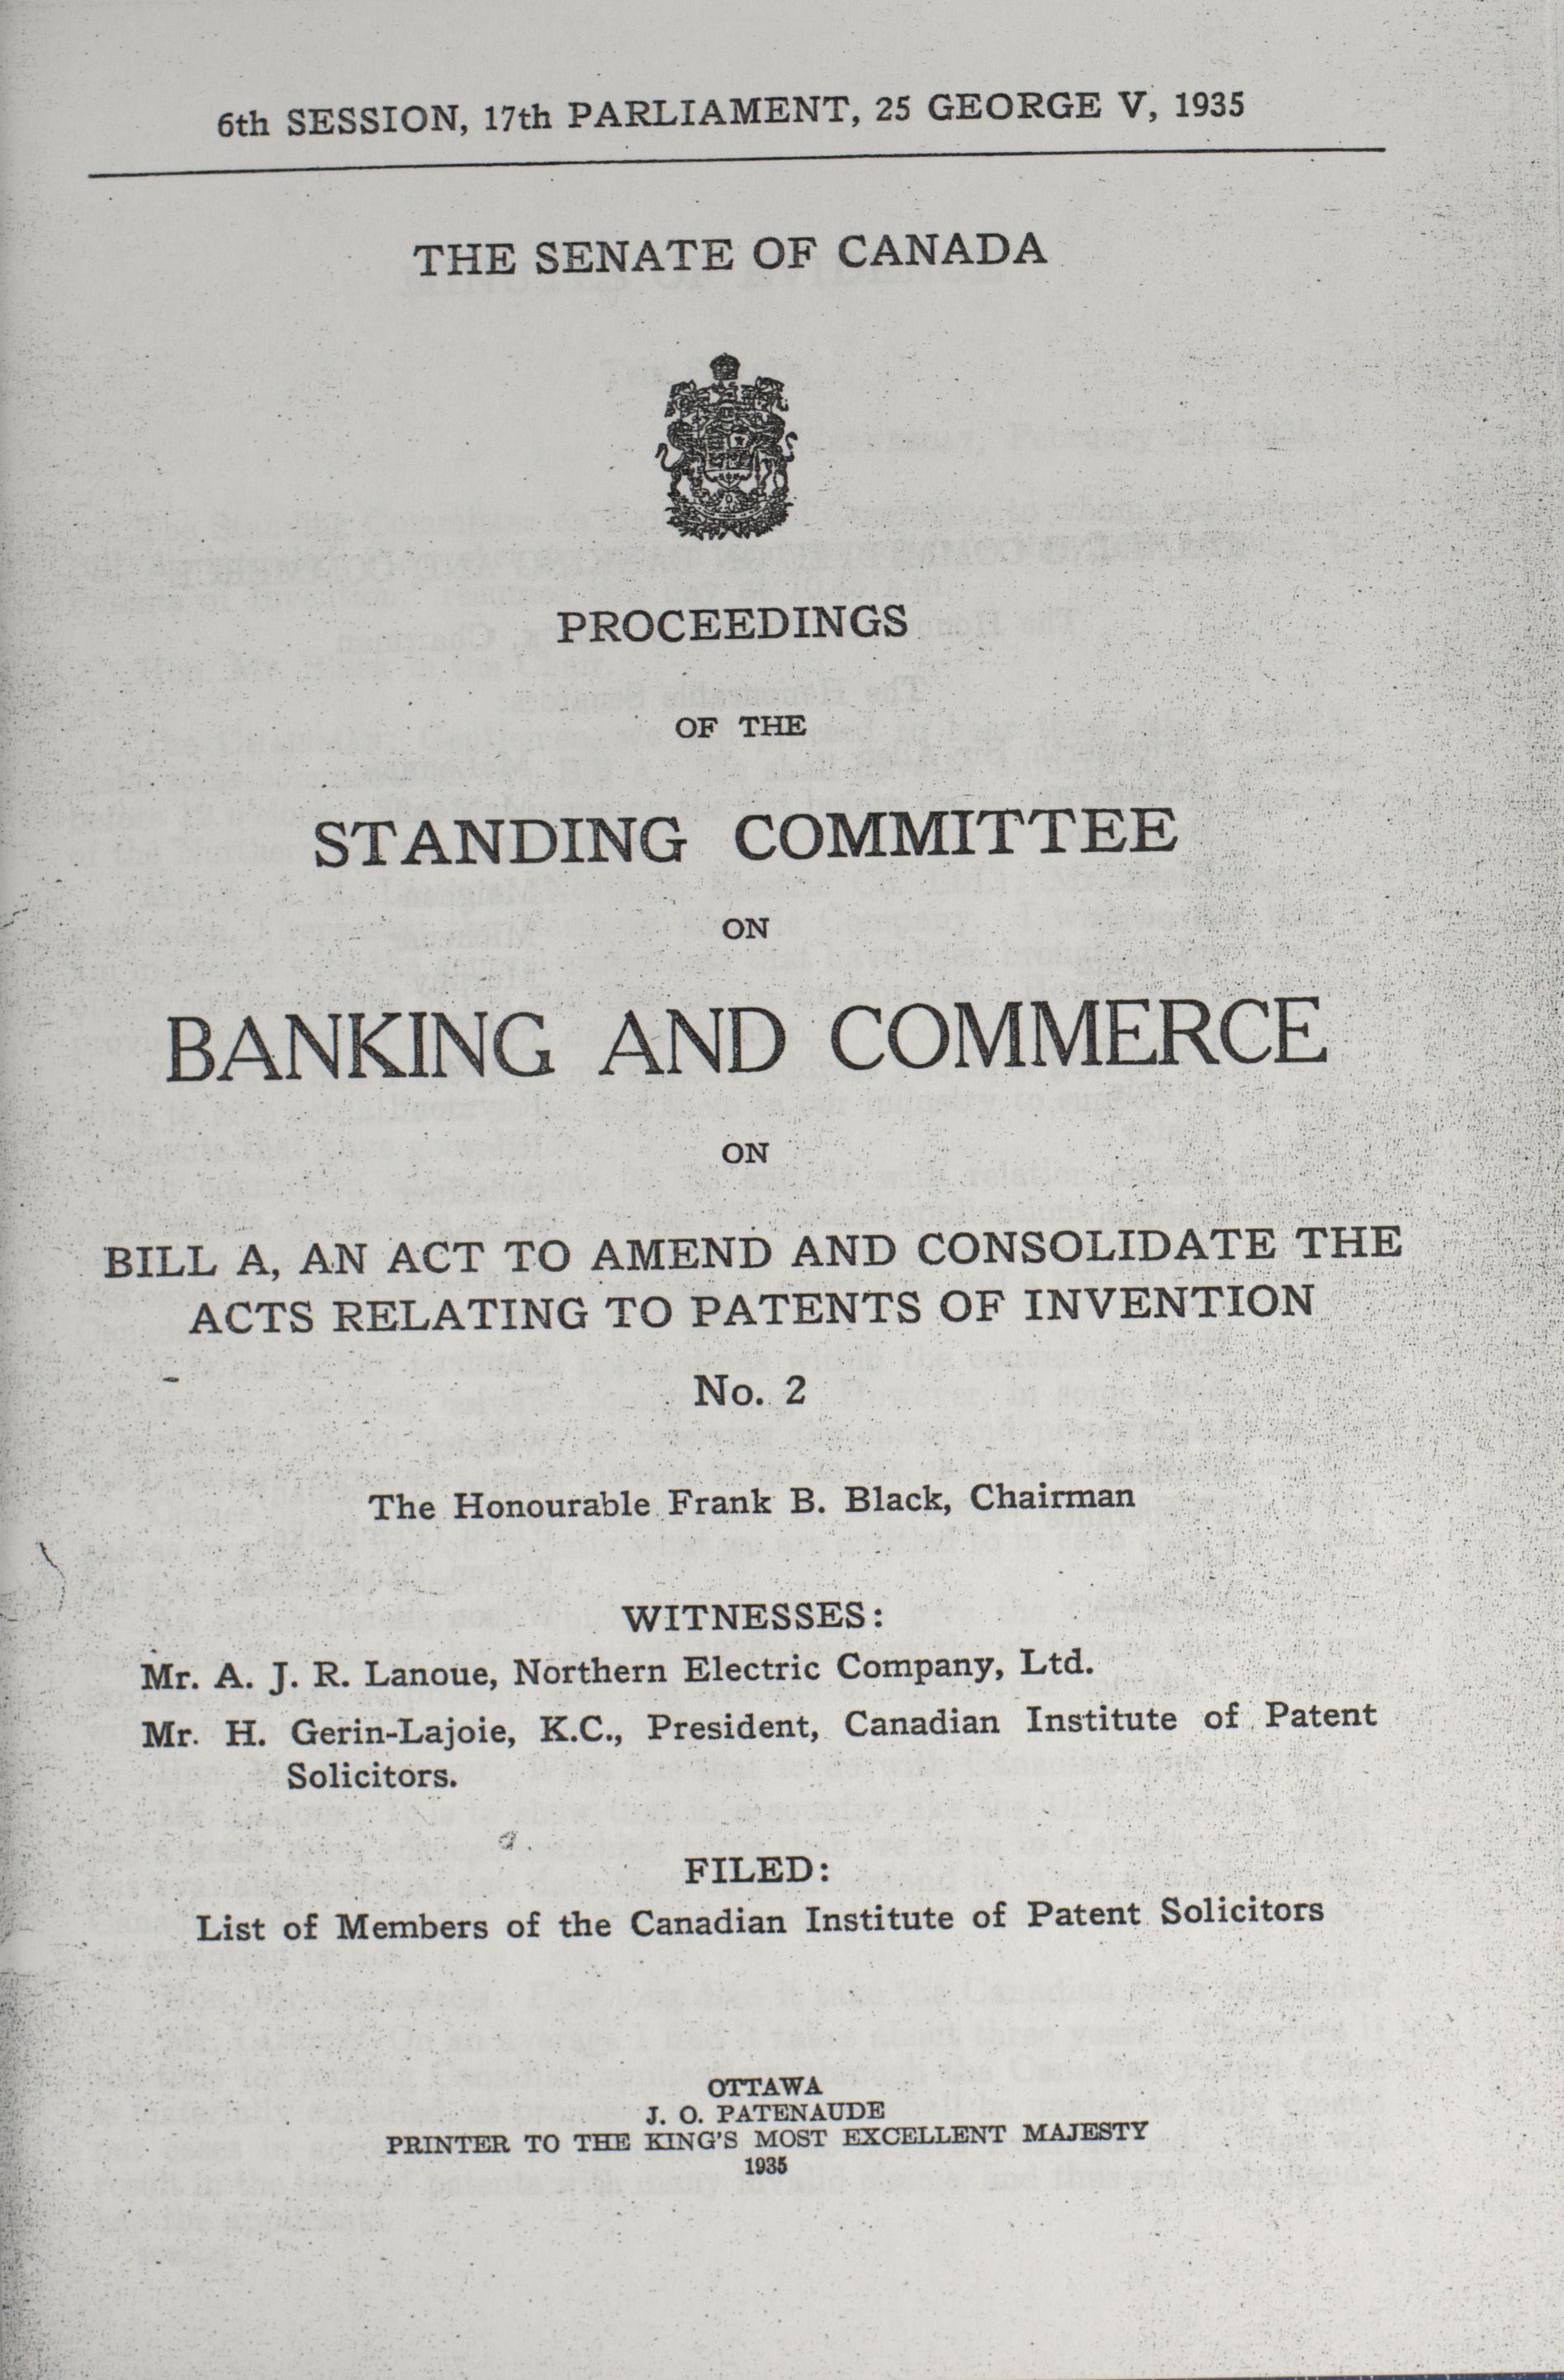 6th SESSION, 17th PARLIAMENT, 25 GEORGE V, 1935
THE SENATE OF CANADA
PROCEEDINGS
OF THE
STANDING COMMITTEE
ON
BANKING AND COMMERCE
ON
BILL A, AN ACT TO AMEND AND CONSOLIDATE THE
ACTS RELATING TO PATENTS OF INVENTION
No. 2
The Honourable Frank B. Black, Chairman
WITNESSES:
Mr. A. J. R. Lanoue, Northern Electric Company, Ltd.
Mr. H. Gerin-Lajoie, K.C., President, Canadian Institute of Patent
Solicitors.
FILED:
List of Members of the Canadian Institute of Patent Solicitors
OTTAWA
J. O. PATENAUDE
PRINTER TO THE KING'S MOST EXCELLENT MAJESTY
1935